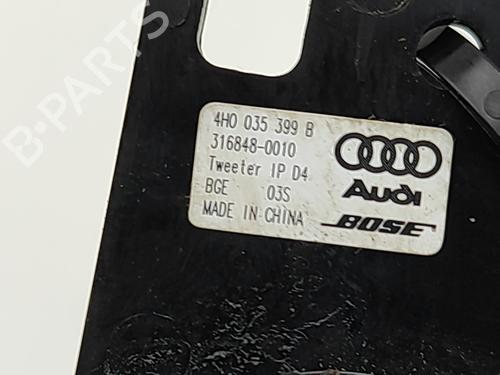 B-PARTS
4H0 035 399 B
316848-0010
Tweeter IP D4
BGE 03S
MADE IN CHINA
Audi
BOSE